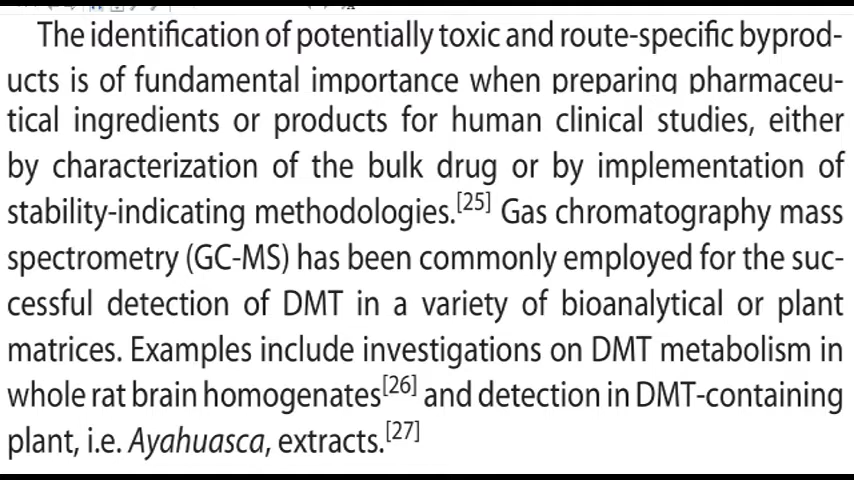 The identification of potentially toxic and route-specific byprod-
ucts is of fundamental importance when preparing pharmaceu-
tical ingredients or products for human clinical studies, either
by characterization of the bulk drug or by implementation of
stability-indicating methodologies.[25] Gas chromatography mass
spectrometry (GC-MS) has been commonly employed for the suc-
cessful detection of DMT in a variety of bioanalytical or plant
matrices. Examples include investigations on DMT metabolism in
whole rat brain homogenates[26] and detection in DMT-containing
plant, i.e. Ayahuasca, extracts.[27]